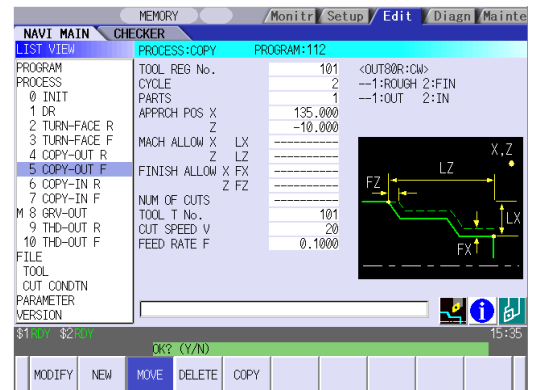 MEMORY Monitr Setup Edit Diagn Mainte
NAVI MAIN CHECKER
LIST VIEW PROCESS:COPY PROGRAM:112
PROGRAM
PROCESS
0 INIT
1 DR
2 TURN-FACE R
3 TURN-FACE F
4 COPY-OUT R
5 COPY-OUT F
6 COPY-IN R
7 COPY-IN F
M 8 GRV-OUT
9 THD-OUT R
10 THD-OUT F
FILE
TOOL
CUT CONDTN
PARAMETER
VERSION
TOOL REG No. 101
CYCLE 2
PARTS 1
APPRCH POS X 135.000
Z -10.000
MACH ALLOW X LX ----------
Z LZ ----------
FINISH ALLOW X FX ----------
Z FZ ----------
NUM OF CUTS ----------
TOOL T No. 101
CUT SPEED V 20
FEED RATE F 0.1000
<OUT80R:CW>
--1:ROUGH 2:FIN
--1:OUT 2:IN
X,Z
LZ
FZ
LX
FX
$1RDY $2RDY 15:35
OK? (Y/N)
MODIFY NEW MOVE DELETE COPY